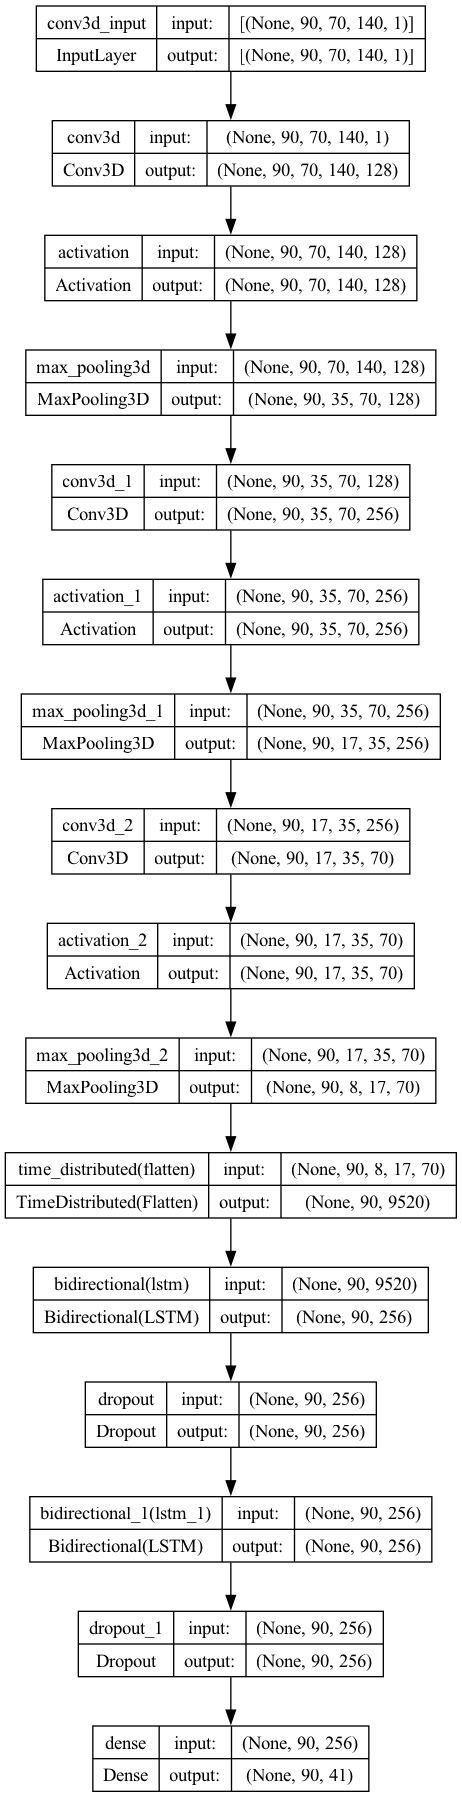 conv3d_input input: [(None, 90, 70, 140, 1)]
InputLayer output: [(None, 90, 70, 140, 1)]
conv3d input: (None, 90, 70, 140, 1)
Conv3D output: (None, 90, 70, 140, 128)
activation input: (None, 90, 70, 140, 128)
Activation output: (None, 90, 70, 140, 128)
max_pooling3d input: (None, 90, 70, 140, 128)
MaxPooling3D output: (None, 90, 35, 70, 128)
conv3d_1 input: (None, 90, 35, 70, 128)
Conv3D output: (None, 90, 35, 70, 256)
activation_1 input: (None, 90, 35, 70, 256)
Activation output: (None, 90, 35, 70, 256)
max_pooling3d_1 input: (None, 90, 35, 70, 256)
MaxPooling3D output: (None, 90, 17, 35, 256)
conv3d_2 input: (None, 90, 17, 35, 256)
Conv3D output: (None, 90, 17, 35, 70)
activation_2 input: (None, 90, 17, 35, 70)
Activation output: (None, 90, 17, 35, 70)
max_pooling3d_2 input: (None, 90, 17, 35, 70)
MaxPooling3D output: (None, 90, 8, 17, 70)
time_distributed(flatten) input: (None, 90, 8, 17, 70)
TimeDistributed(Flatten) output: (None, 90, 9520)
bidirectional(lstm) input: (None, 90, 9520)
Bidirectional(LSTM) output: (None, 90, 256)
dropout input: (None, 90, 256)
Dropout output: (None, 90, 256)
bidirectional_1(lstm_1) input: (None, 90, 256)
Bidirectional(LSTM) output: (None, 90, 256)
dropout_1 input: (None, 90, 256)
Dropout output: (None, 90, 256)
dense input: (None, 90, 256)
Dense output: (None, 90, 41)